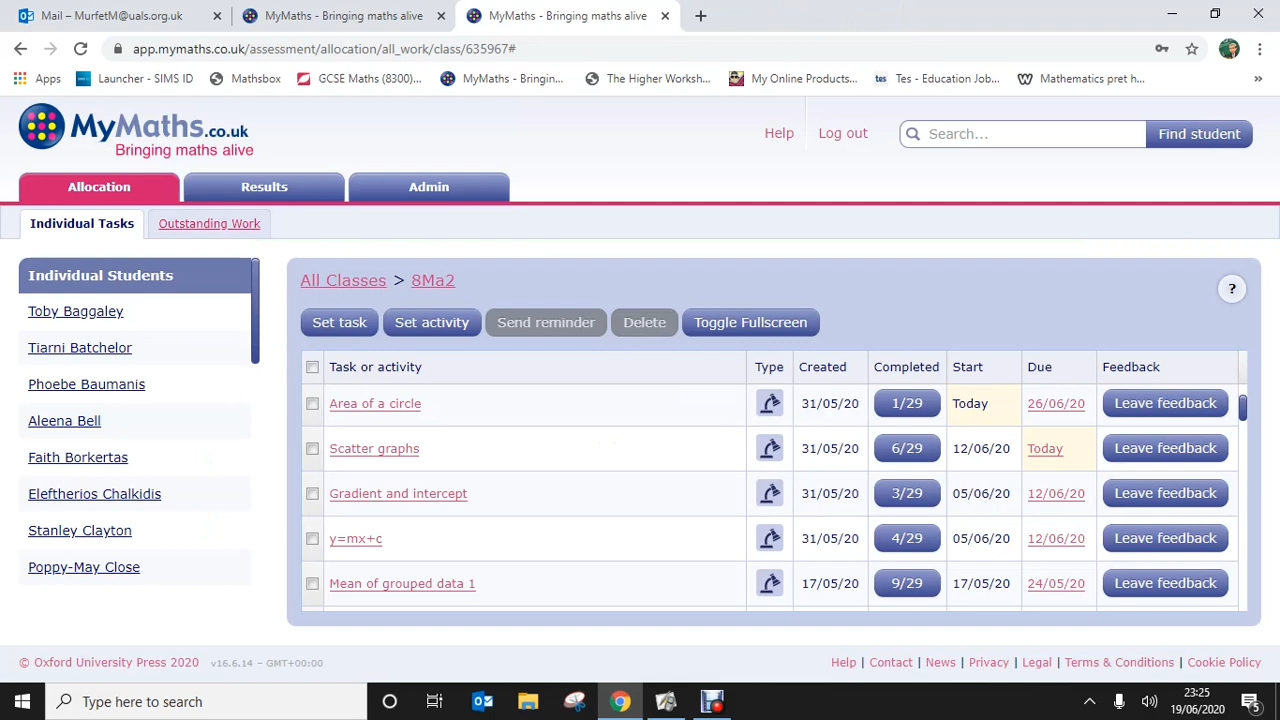 Mail – MurfetM@uals.org.uk
MyMaths - Bringing maths alive
MyMaths - Bringing maths alive
app.mymaths.co.uk/assessment/allocation/all_work/class/635967#
Apps
Launcher - SIMS ID
Mathsbox
GCSE Maths (8300)...
MyMaths - Bringin...
The Higher Worksh...
My Online Products...
tes
Tes - Education Job...
Mathematics pret h...
»
MyMaths.co.uk
Bringing maths alive
Help
Log out
Search...
Find student
Allocation
Results
Admin
Individual Tasks
Outstanding Work
Individual Students
Toby Baggaley
Tiarni Batchelor
Phoebe Baumanis
Aleena Bell
Faith Borkertas
Eleftherios Chalkidis
Stanley Clayton
Poppy-May Close
All Classes > 8Ma2
?
Set task
Set activity
Send reminder
Delete
Toggle Fullscreen
Task or activity Type Created Completed Start Due Feedback
Area of a circle 31/05/20 1/29 Today 26/06/20 Leave feedback
Scatter graphs 31/05/20 6/29 12/06/20 Today Leave feedback
Gradient and intercept 31/05/20 3/29 05/06/20 12/06/20 Leave feedback
y=mx+c 31/05/20 4/29 05/06/20 12/06/20 Leave feedback
Mean of grouped data 1 17/05/20 9/29 17/05/20 24/05/20 Leave feedback
© Oxford University Press 2020 v16.6.14 – GMT+00:00
Help | Contact | News | Privacy | Legal | Terms & Conditions | Cookie Policy
Type here to search
23:25
19/06/2020
5